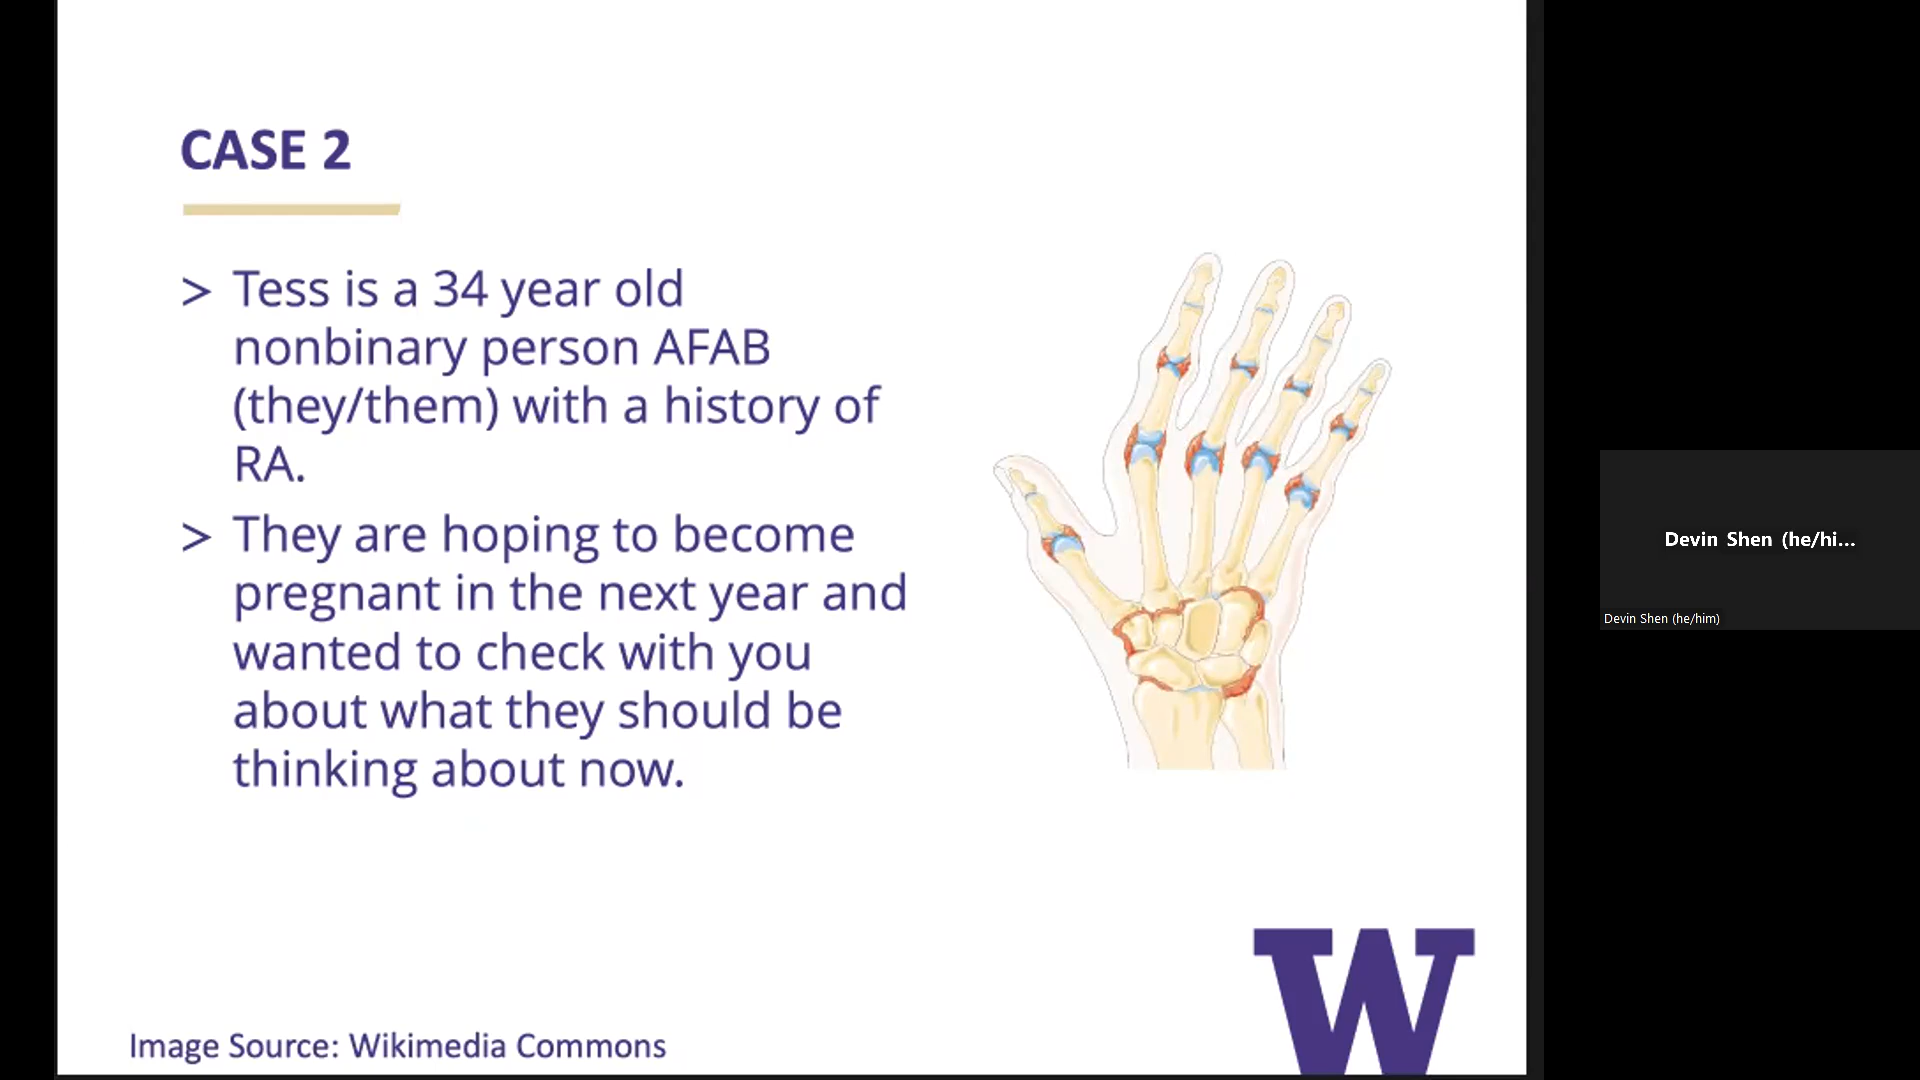 CASE 2
> Tess is a 34 year old
nonbinary person AFAB
(they/them) with a history of
RA.
> They are hoping to become
pregnant in the next year and
wanted to check with you
about what they should be
thinking about now.
W
Image Source: Wikimedia Commons
Devin Shen (he/hi...
Devin Shen (he/him)